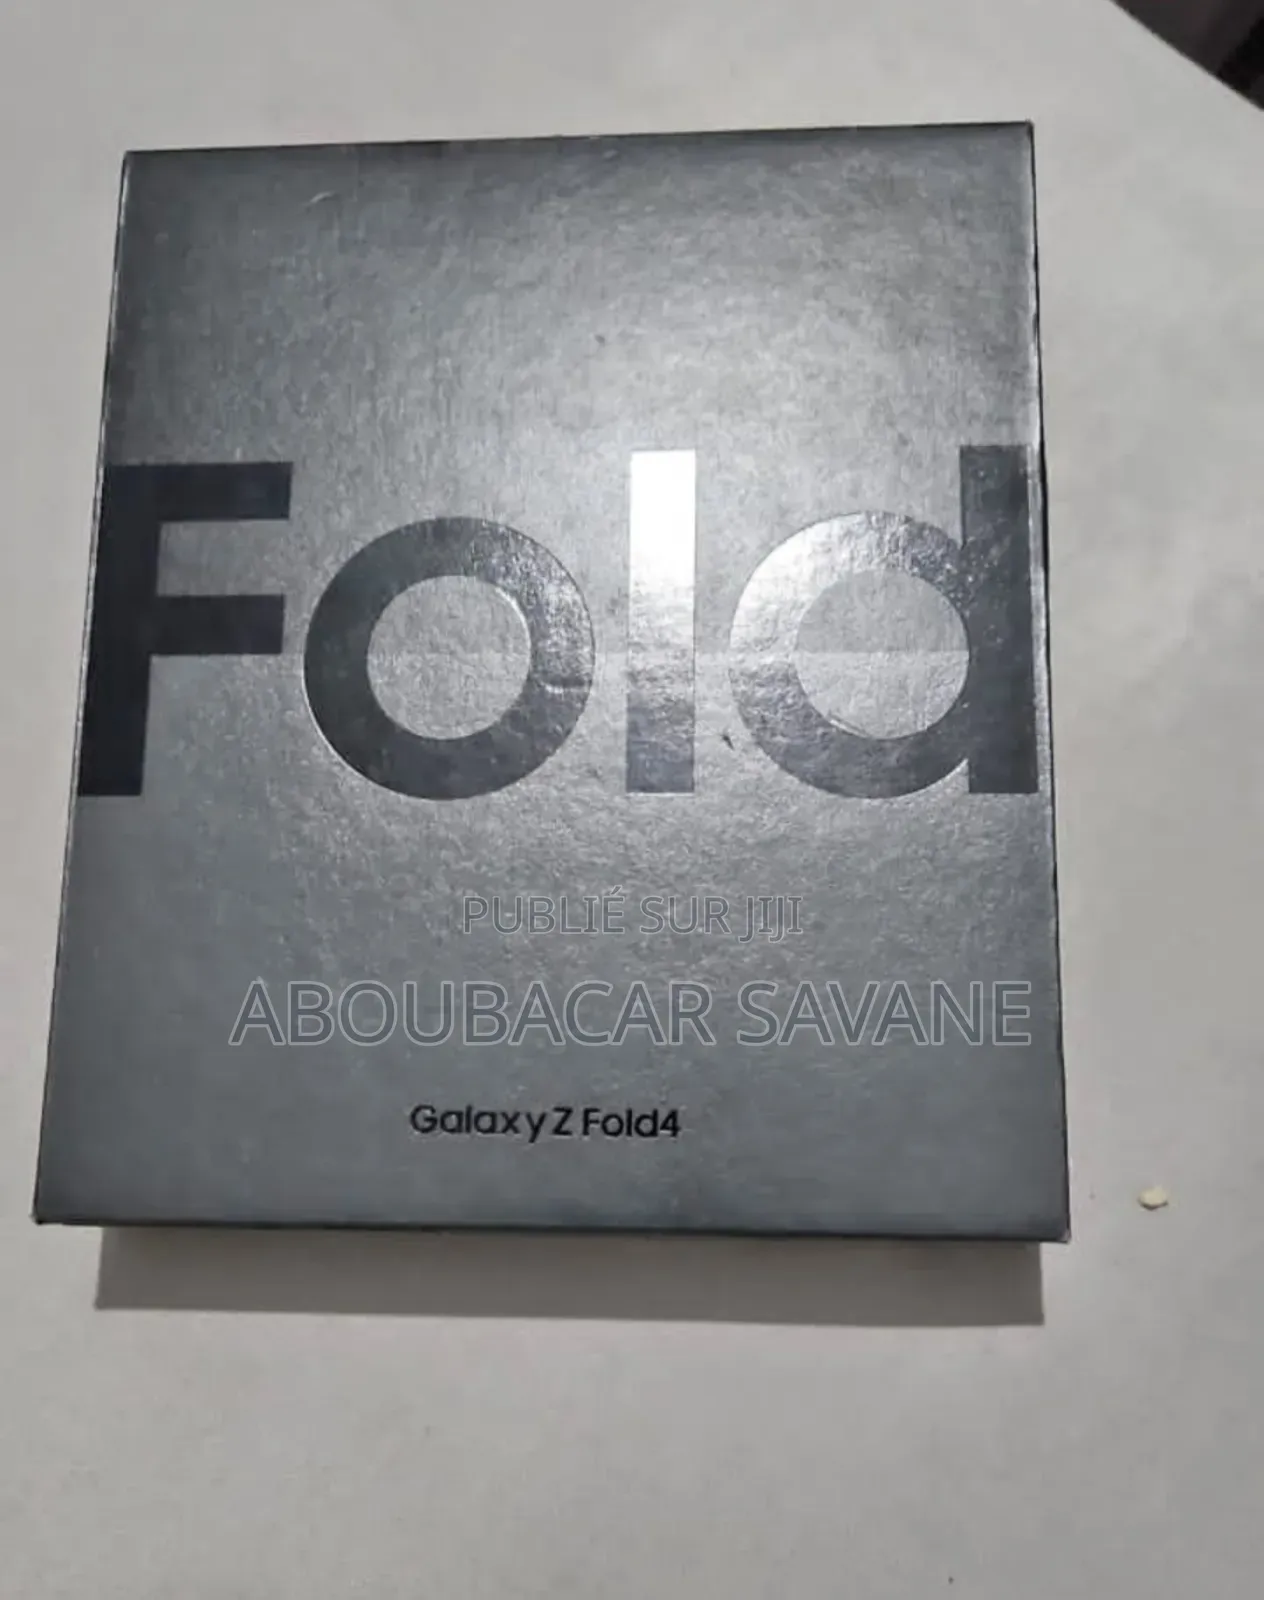 Fold
PUBLIÉ SUR JIJI
ABOUBACAR SAVANE
Galaxy Z Fold4